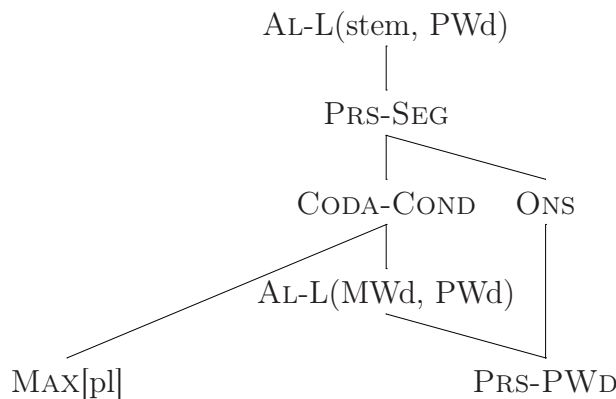 AL-L(stem, PWd)
PRS-SEG
CODA-COND ONS
AL-L(MWd, PWd)
MAX[pl] PRS-PWD